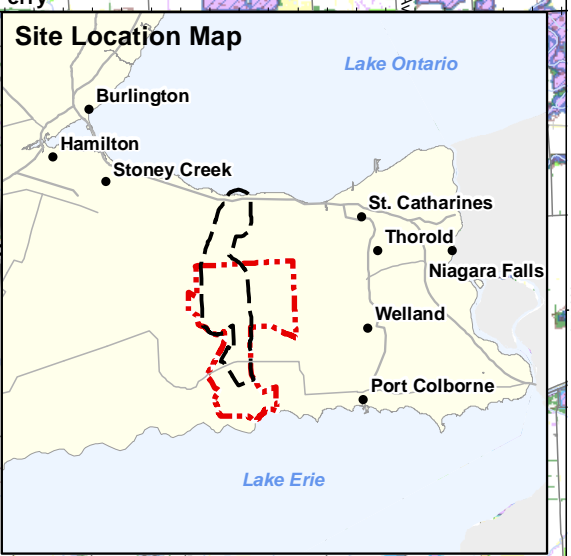 Site Location Map
Lake Ontario
Burlington
Hamilton
Stoney Creek
St. Catharines
Thorold
Niagara Falls
Welland
Port Colborne
Lake Erie